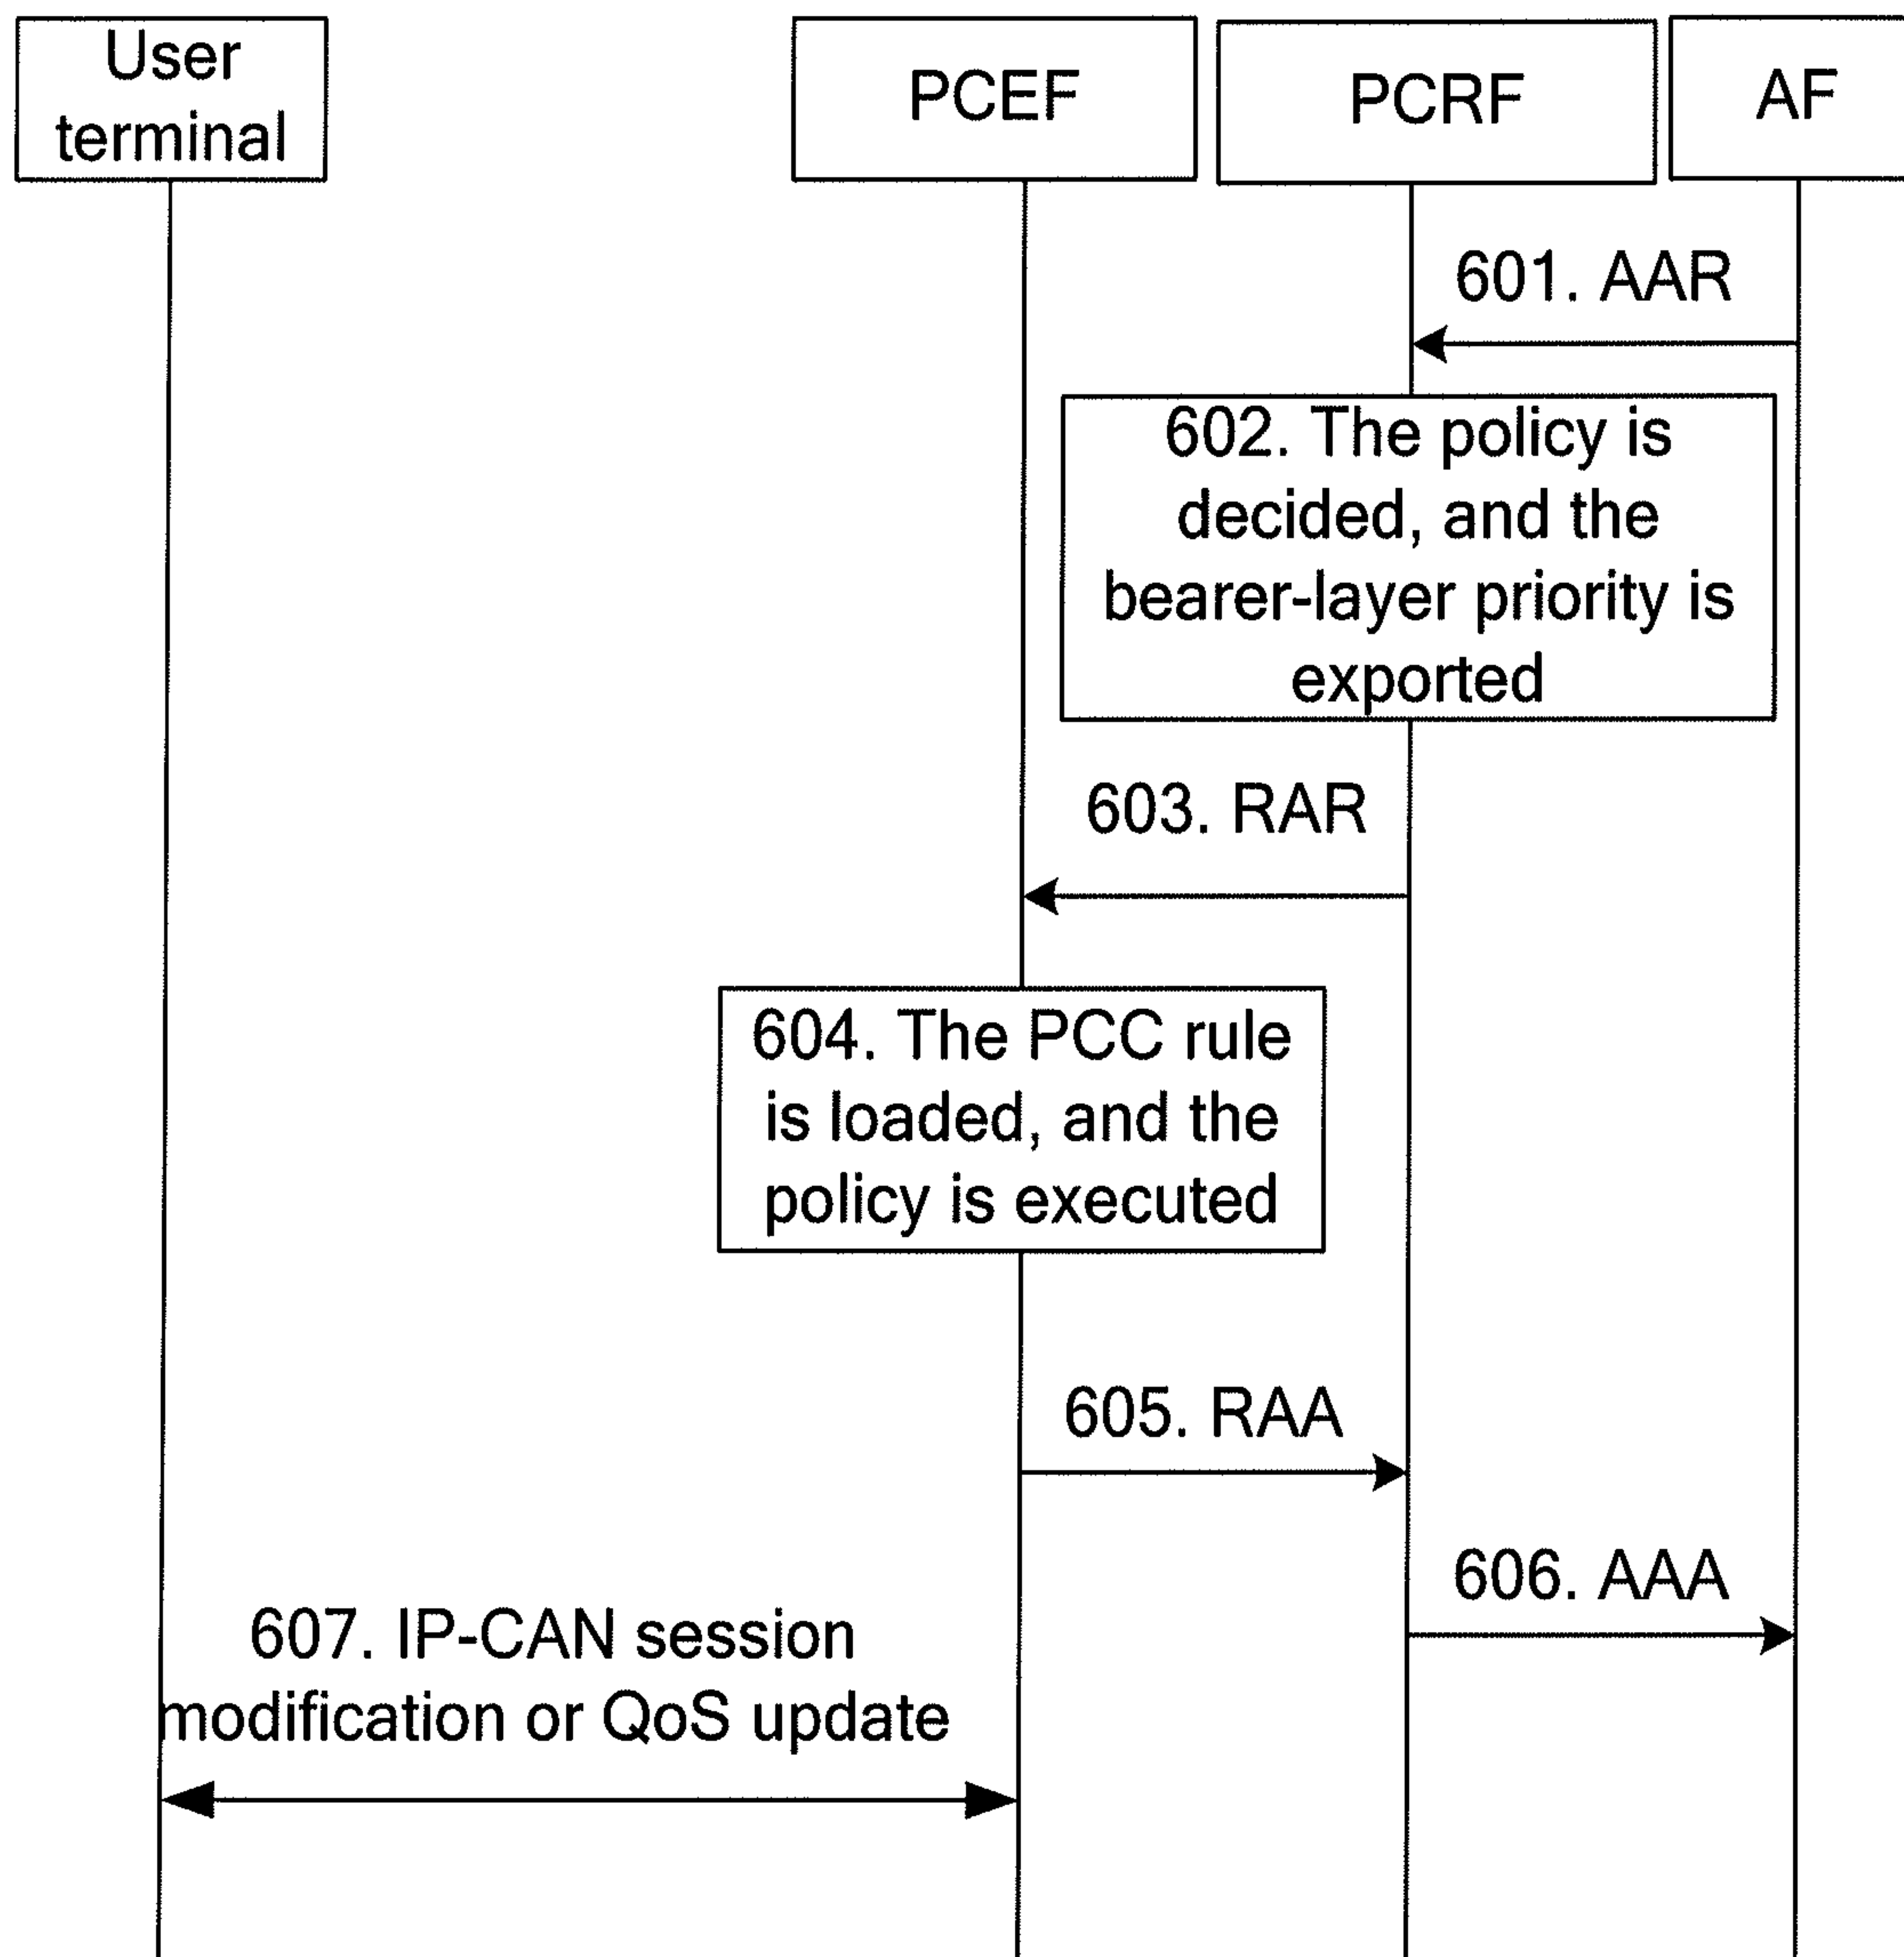 User
terminal
PCEF
PCRF
AF
601. AAR
602. The policy is
decided, and the
bearer-layer priority is
exported
603. RAR
604. The PCC rule
is loaded, and the
policy is executed
605. RAA
606. AAA
607. IP-CAN session
modification or QoS update